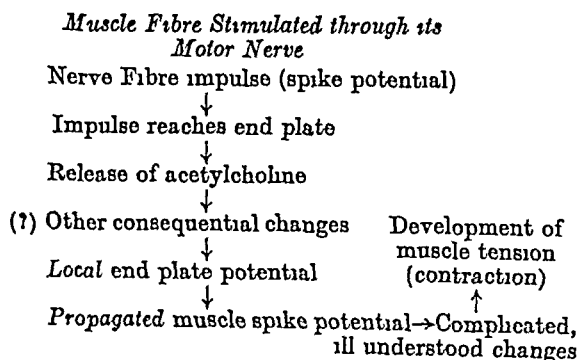 Muscle Fibre Stimulated through its
Motor Nerve
Nerve Fibre impulse (spike potential)
↓
Impulse reaches end plate
↓
Release of acetylcholine
↓
(?) Other consequential changes
↓
Local end plate potential
↓
Propagated muscle spike potential→Complicated,
ill understood changes
↑
Development of
muscle tension
(contraction)